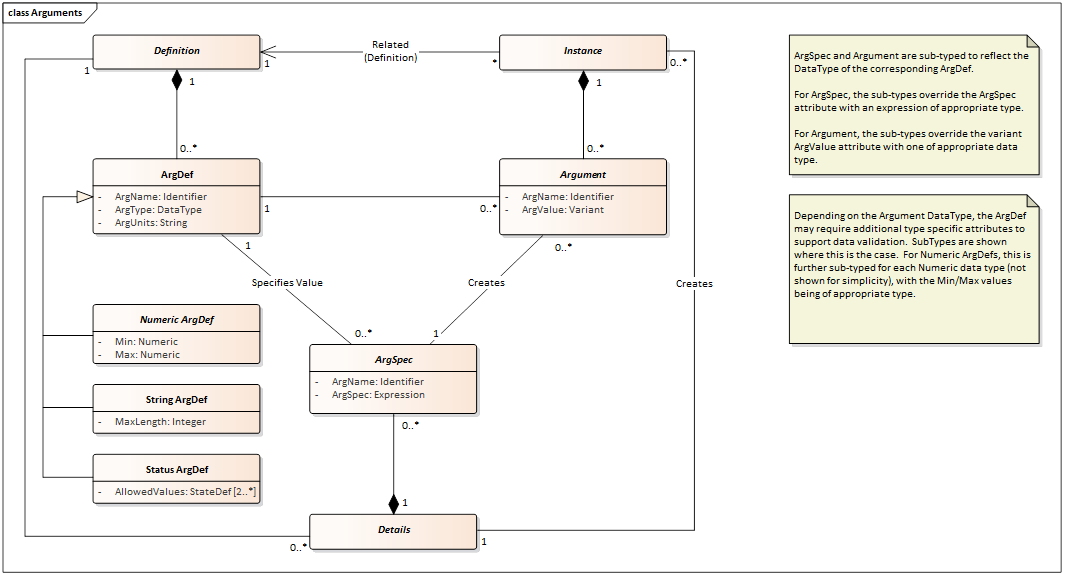 class Arguments
Definition
Related
(Definition)
Instance
1
1
*
0..*
1
1
0..*
0..*
ArgDef
- ArgName: Identifier
- ArgType: DataType
- ArgUnits: String
Argument
- ArgName: Identifier
- ArgValue: Variant
1
0..*
1
0..*
Specifies Value
Creates
Creates
0..*
1
Numeric ArgDef
- Min: Numeric
- Max: Numeric
ArgSpec
- ArgName: Identifier
- ArgSpec: Expression
0..*
String ArgDef
- MaxLength: Integer
Status ArgDef
- AllowedValues: StateDef [2..*]
1
Details
0..*
1
ArgSpec and Argument are sub-typed to reflect the
DataType of the corresponding ArgDef.
For ArgSpec, the sub-types override the ArgSpec
attribute with an expression of appropriate type.
For Argument, the sub-types override the variant
ArgValue attribute with one of appropriate data
type.
Depending on the Argument DataType, the ArgDef
may require additional type specific attributes to
support data validation.  SubTypes are shown
where this is the case.  For Numeric ArgDefs, this is
further sub-typed for each Numeric data type (not
shown for simplicity), with the Min/Max values
being of appropriate type.